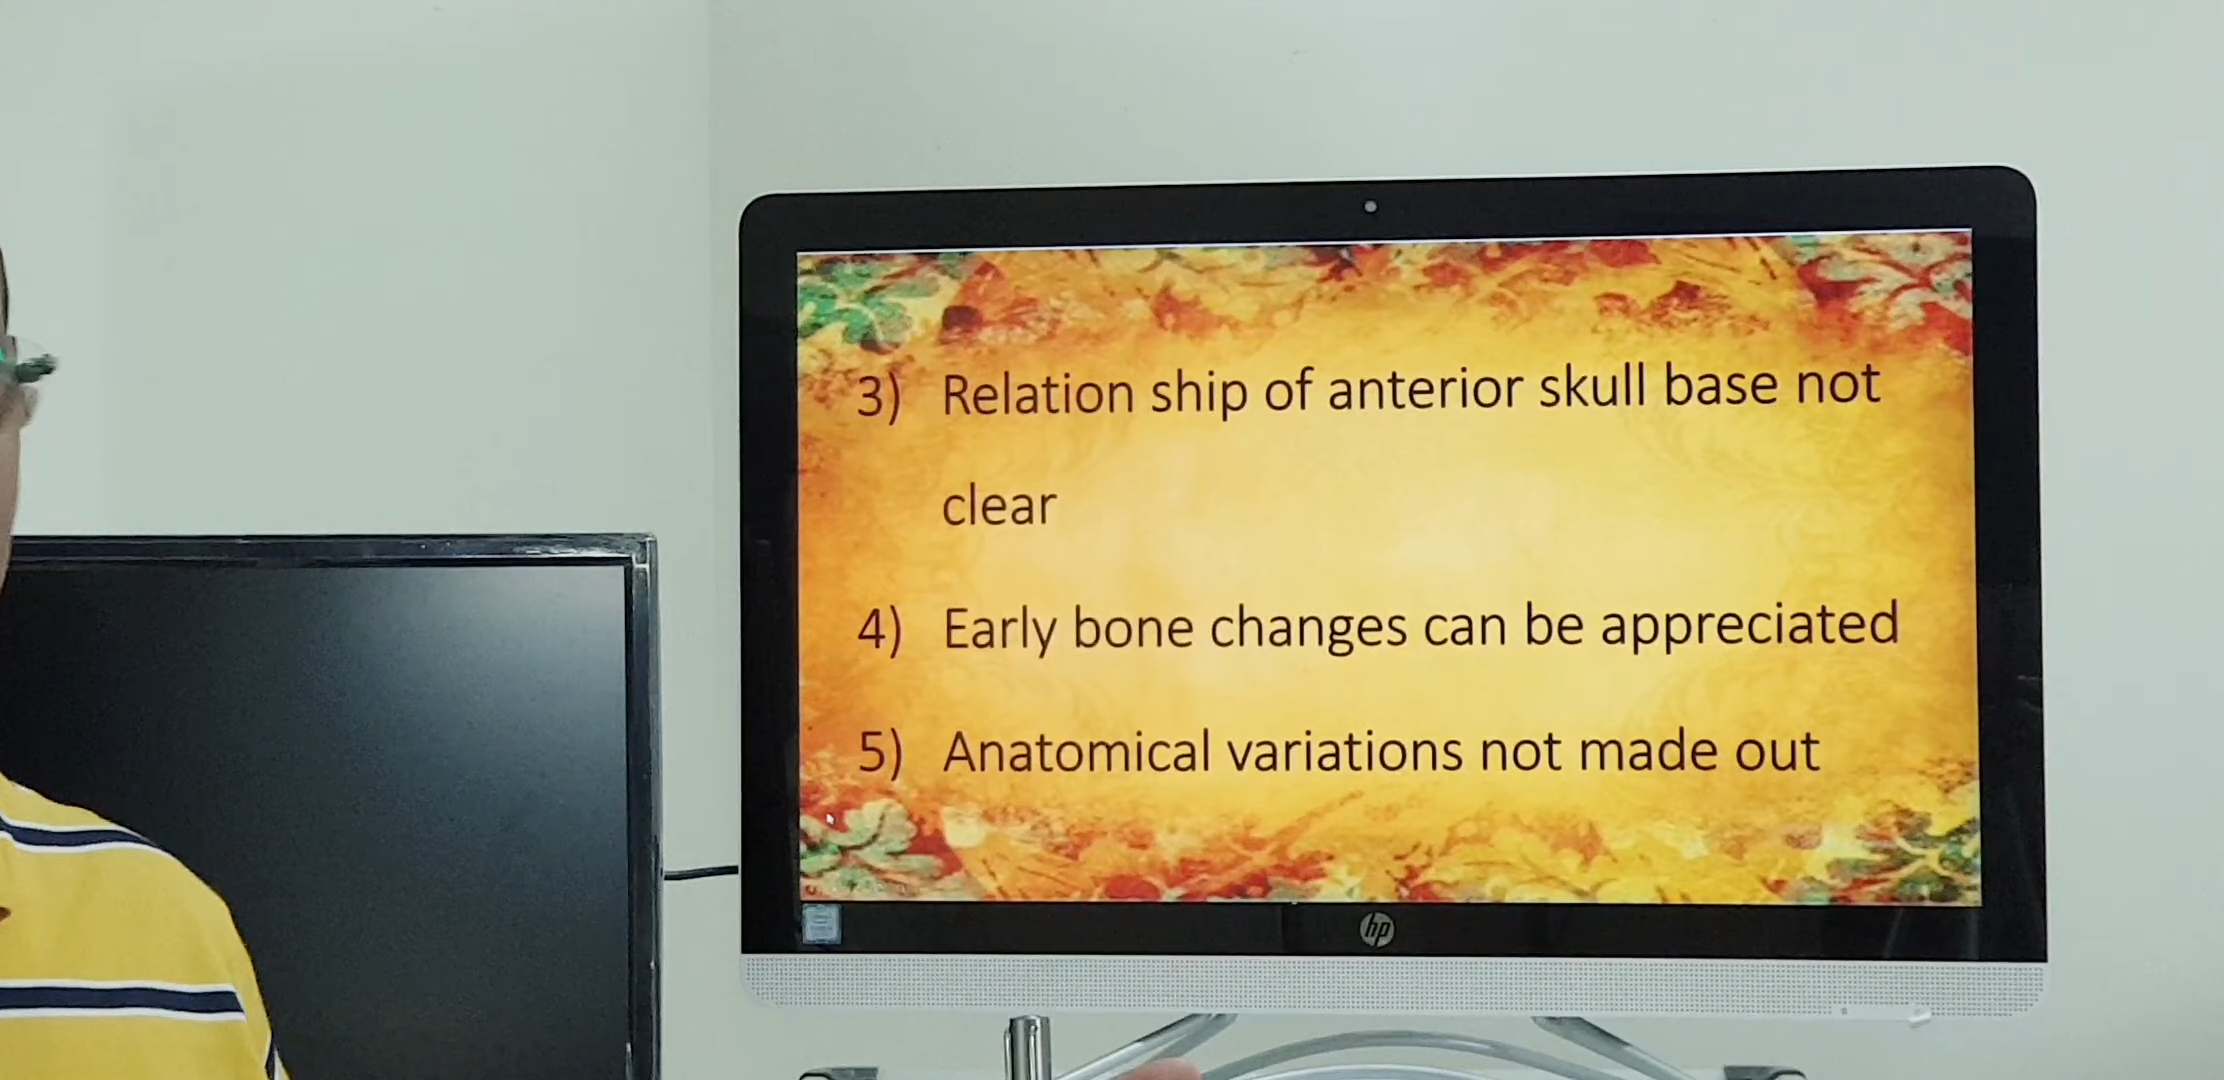 3) Relation ship of anterior skull base not
clear
4) Early bone changes can be appreciated
5) Anatomical variations not made out
hp